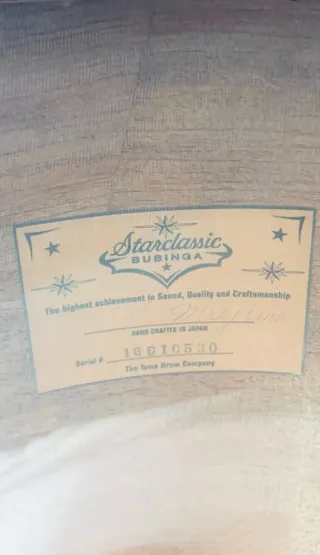 Starclassic
BUBINGA
The highest achievement in Sound, Quality and Craftsmanship
HAND CRAFTED IN JAPAN
Serial #
The Tama Drum Company